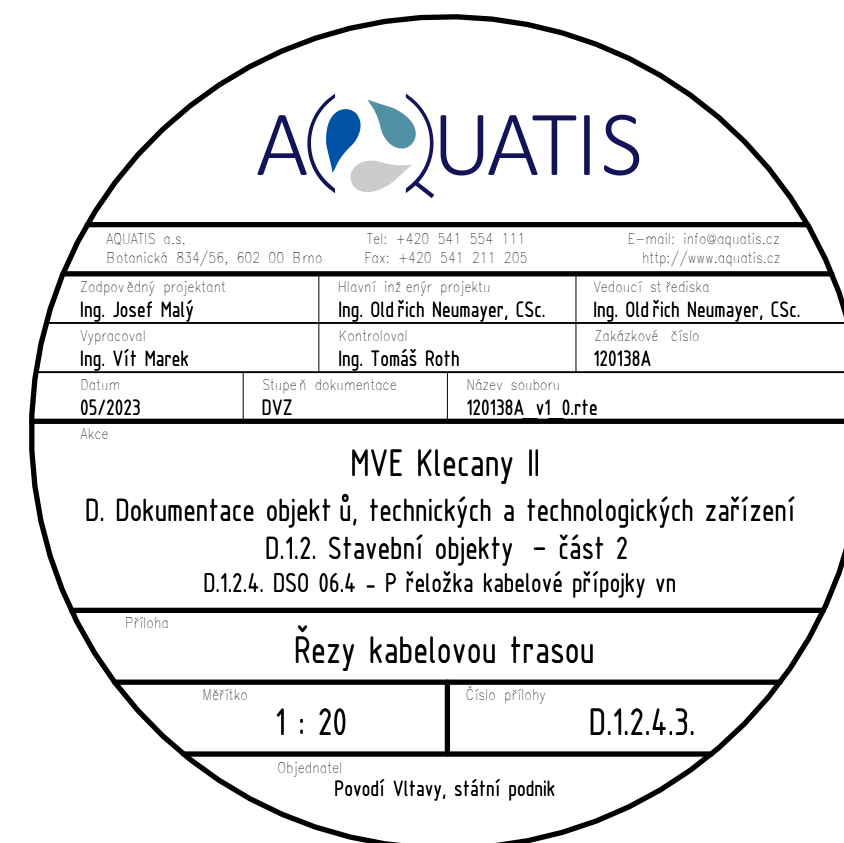 AQUATIS
AQUATIS a.s. Tel: +420 541 554 111 E-mail: info@aquatis.cz
Botanická 834/56, 602 00 Brno Fax: +420 541 211 205 http://www.aquatis.cz
Zodpovědný projektant Hlavní inženýr projektu Vedoucí střediska
Ing. Josef Malý Ing. Oldřich Neumayer, CSc. Ing. Oldřich Neumayer, CSc.
Vypracoval Kontroloval Zakázkové číslo
Ing. Vít Marek Ing. Tomáš Roth 120138A
Datum Stupeň dokumentace Název souboru
05/2023 DVZ 120138A_v1_0.rte
Akce
MVE Klecany II
D. Dokumentace objektů, technických a technologických zařízení
D.1.2. Stavební objekty - část 2
D.1.2.4. DSO 06.4 - Přeložka kabelové přípojky vn
Příloha
Řezy kabelovou trasou
Měřítko Číslo přílohy
1 : 20 D.1.2.4.3.
Objednatel
Povodí Vltavy, státní podnik